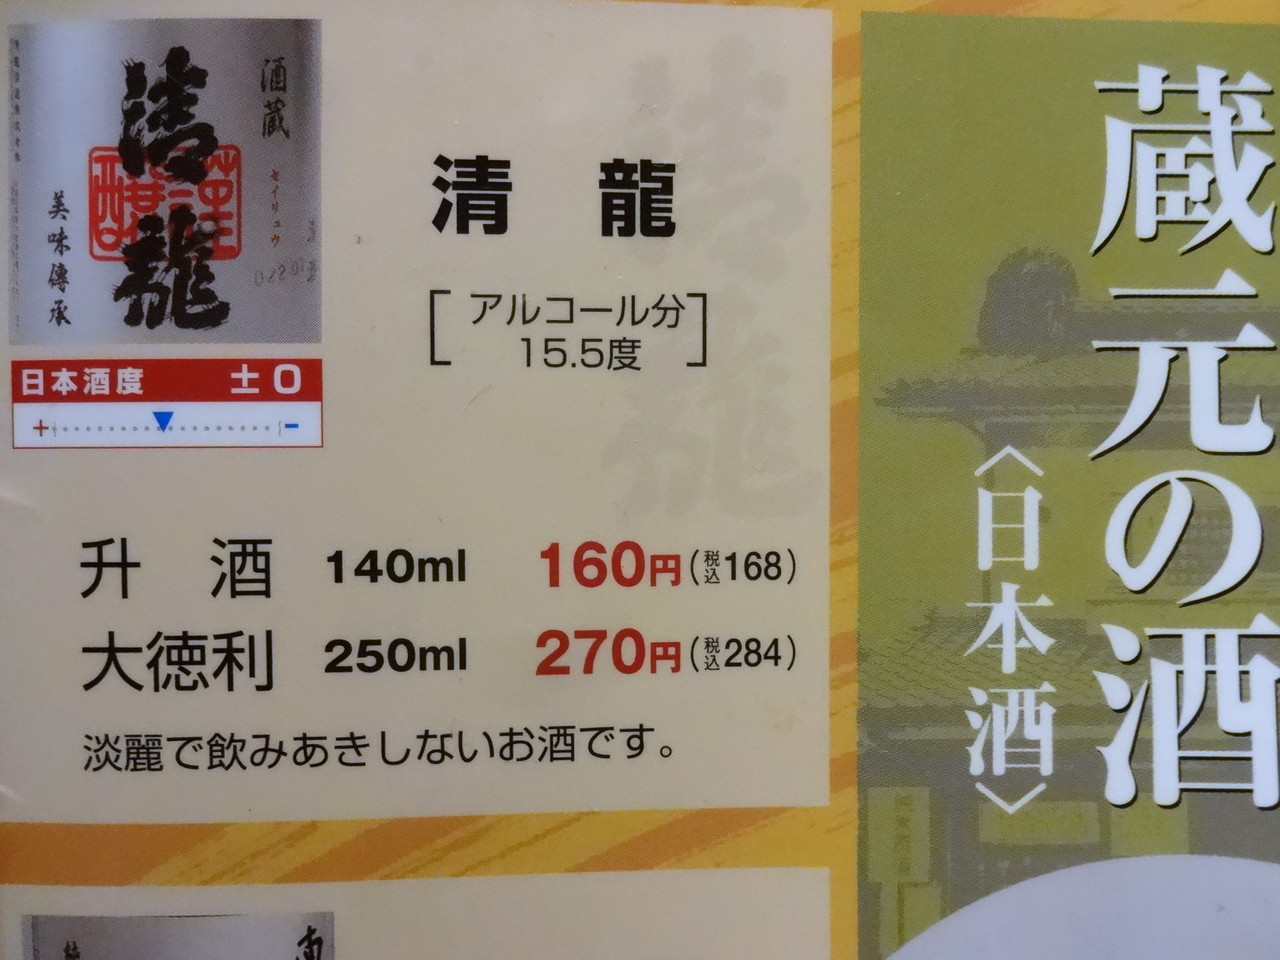 酒蔵
セイリュウ
清龍
美味傳承
日本酒度 ±0
+ −
清 龍
[アルコール分
15.5度]
升 酒 140ml 160円(税込168)
大徳利 250ml 270円(税込284)
淡麗で飲みあきしないお酒です。
蔵元の酒
〈日本酒〉